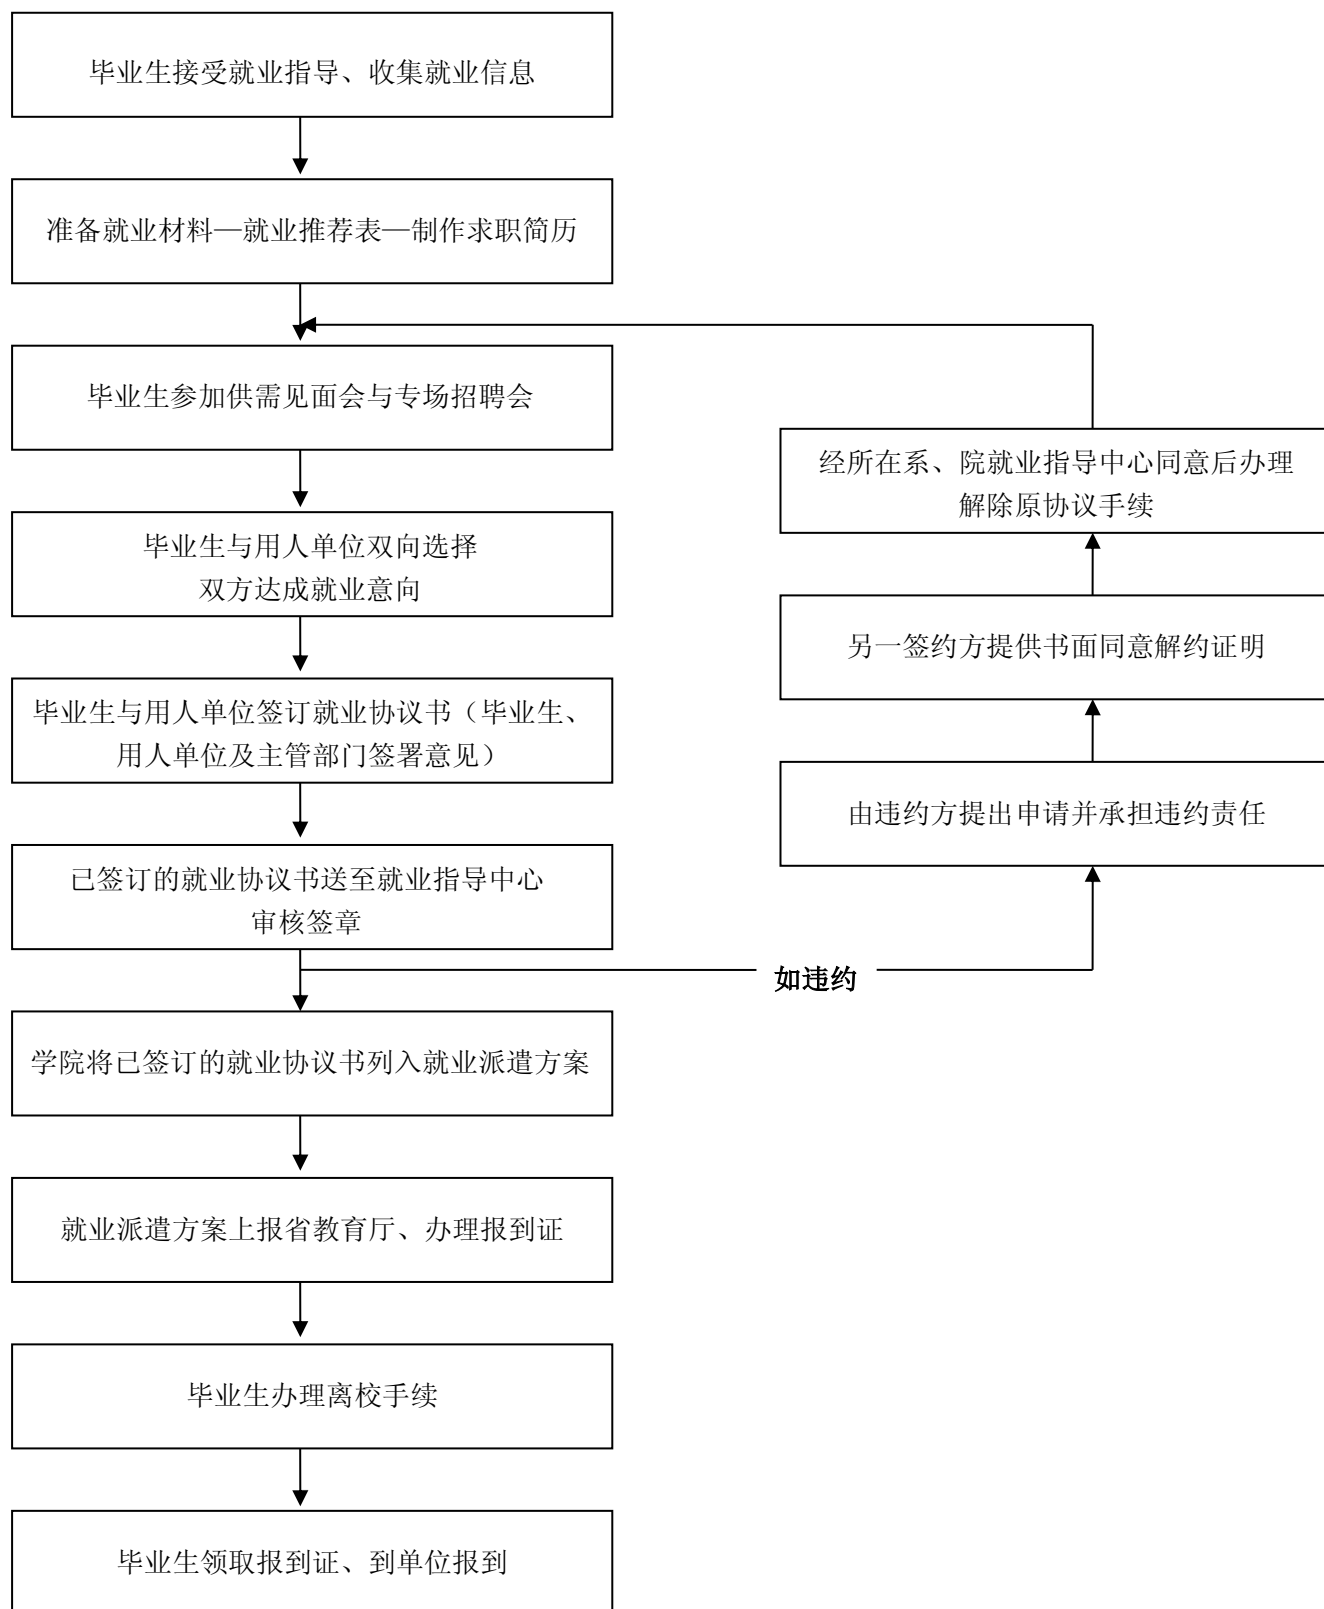 毕业生接受就业指导、收集就业信息
准备就业材料—就业推荐表—制作求职简历
毕业生参加供需见面会与专场招聘会
毕业生与用人单位双向选择
双方达成就业意向
毕业生与用人单位签订就业协议书（毕业生、
用人单位及主管部门签署意见）
已签订的就业协议书送至就业指导中心
审核签章
如违约
由违约方提出申请并承担违约责任
另一签约方提供书面同意解约证明
经所在系、院就业指导中心同意后办理
解除原协议手续
学院将已签订的就业协议书列入就业派遣方案
就业派遣方案上报省教育厅、办理报到证
毕业生办理离校手续
毕业生领取报到证、到单位报到